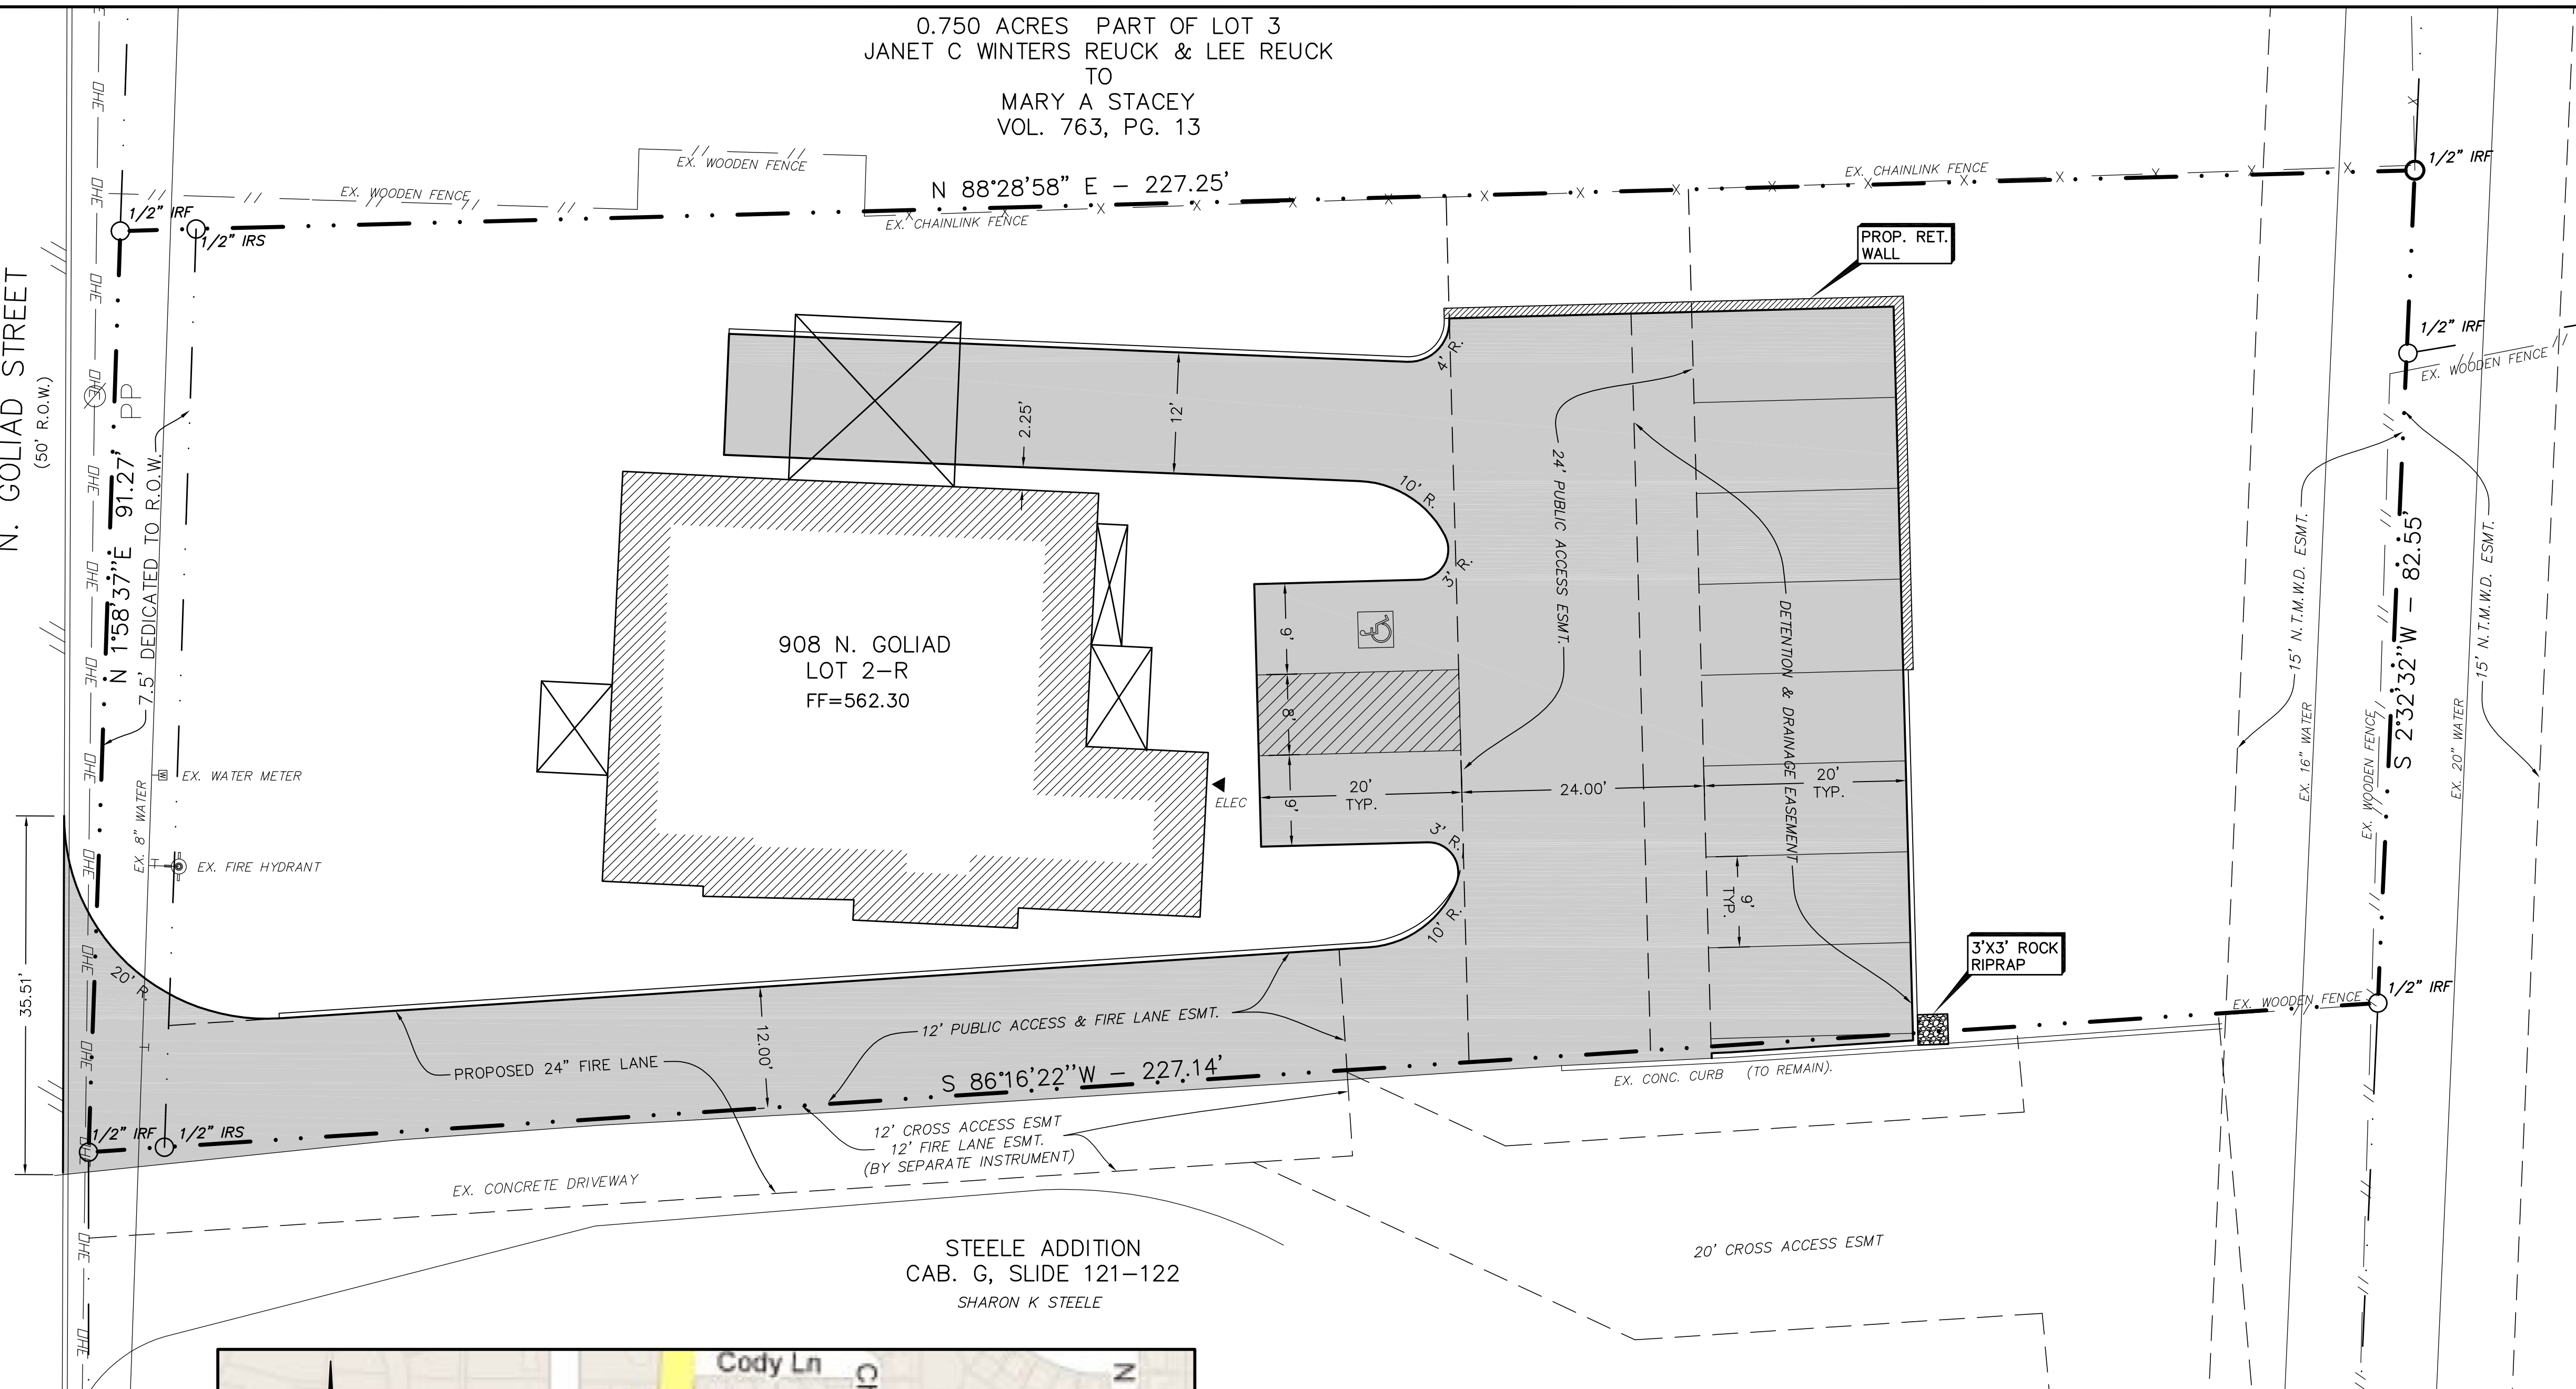 0.750 ACRES PART OF LOT 3
JANET C WINTERS REUCK & LEE REUCK
TO
MARY A STACEY
VOL. 763, PG. 13
EX. WOODEN FENCE
EX. WOODEN FENCE
N 88°28'58" E - 227.25'
EX. CHAINLINK FENCE
EX. CHAINLINK FENCE
1/2" IRF
1/2" IRF
1/2" IRS
PROP. RET.
WALL
N. GOLIAD STREET
(50' R.O.W.)
OHE
PP
N 1°58'37"E 91.27'
7.5' DEDICATED TO R.O.W.
EX. 8" WATER
EX. WATER METER
EX. FIRE HYDRANT
4' R.
2.25'
12'
10' R.
3' R.
24' PUBLIC ACCESS ESMT.
DETENTION & DRAINAGE EASEMENT
1/2" IRF
EX. WOODEN FENCE
15' N.T.M.W.D. ESMT.
EX. 16" WATER
EX. WOODEN FENCE
S 2°32'32"W - 82.55'
EX. 20" WATER
15' N.T.M.W.D. ESMT.
908 N. GOLIAD
LOT 2-R
FF=562.30
ELEC
9'
8'
9'
20'
TYP.
24.00'
20'
TYP.
3' R.
10' R.
9'
TYP.
3'X3' ROCK
RIPRAP
EX. WOODEN FENCE
1/2" IRF
35.51'
20' R.
12.00'
PROPOSED 24" FIRE LANE
12' PUBLIC ACCESS & FIRE LANE ESMT.
S 86°16'22"W - 227.14'
EX. CONC. CURB (TO REMAIN).
1/2" IRF
1/2" IRS
12' CROSS ACCESS ESMT
12' FIRE LANE ESMT.
(BY SEPARATE INSTRUMENT)
EX. CONCRETE DRIVEWAY
STEELE ADDITION
CAB. G, SLIDE 121-122
SHARON K STEELE
20' CROSS ACCESS ESMT
Cody Ln
N